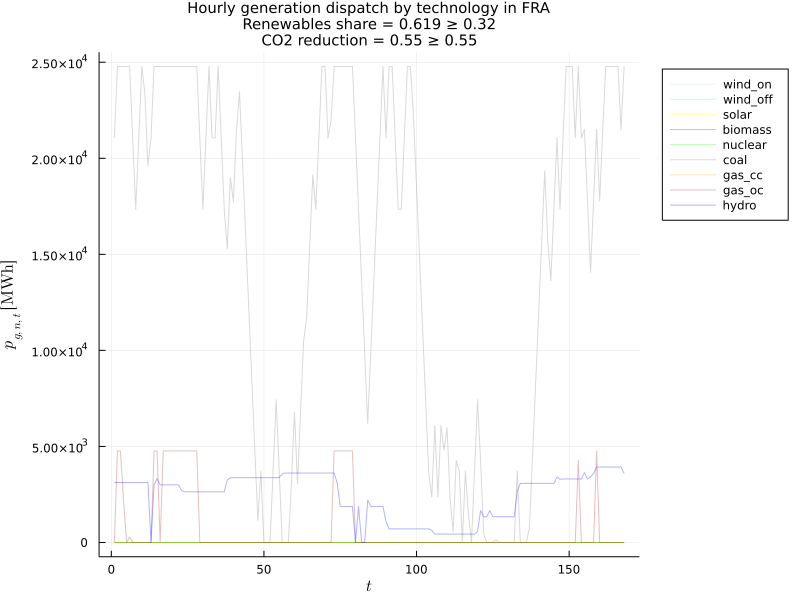 Hourly generation dispatch by technology in FRA
Renewables share = 0.619 ≥ 0.32
CO2 reduction = 0.55 ≥ 0.55
2.50×10⁴
2.00×10⁴
1.50×10⁴
1.00×10⁴
5.00×10³
0
p_{g,n,t} [MWh]
0 50 100 150
t
wind_on
wind_off
solar
biomass
nuclear
coal
gas_cc
gas_oc
hydro